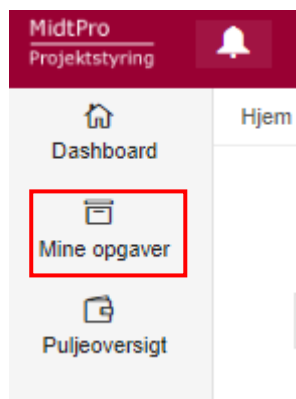 MidtPro
Projektstyring
Hjem
Dashboard
Mine opgaver
Puljeoversigt